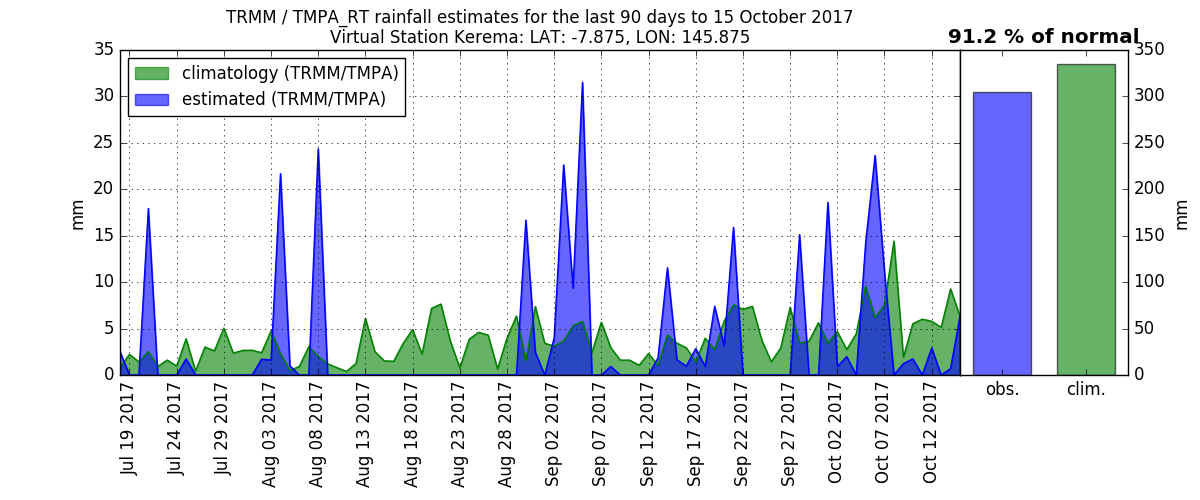 TRMM / TMPA_RT rainfall estimates for the last 90 days to 15 October 2017
Virtual Station Kerema: LAT: -7.875, LON: 145.875
91.2 % of normal
climatology (TRMM/TMPA)
estimated (TRMM/TMPA)
mm
35
30
25
20
15
10
5
0
Jul 19 2017
Jul 24 2017
Jul 29 2017
Aug 03 2017
Aug 08 2017
Aug 13 2017
Aug 18 2017
Aug 23 2017
Aug 28 2017
Sep 02 2017
Sep 07 2017
Sep 12 2017
Sep 17 2017
Sep 22 2017
Sep 27 2017
Oct 02 2017
Oct 07 2017
Oct 12 2017
obs.
clim.
350
300
250
200
150
100
50
0
mm